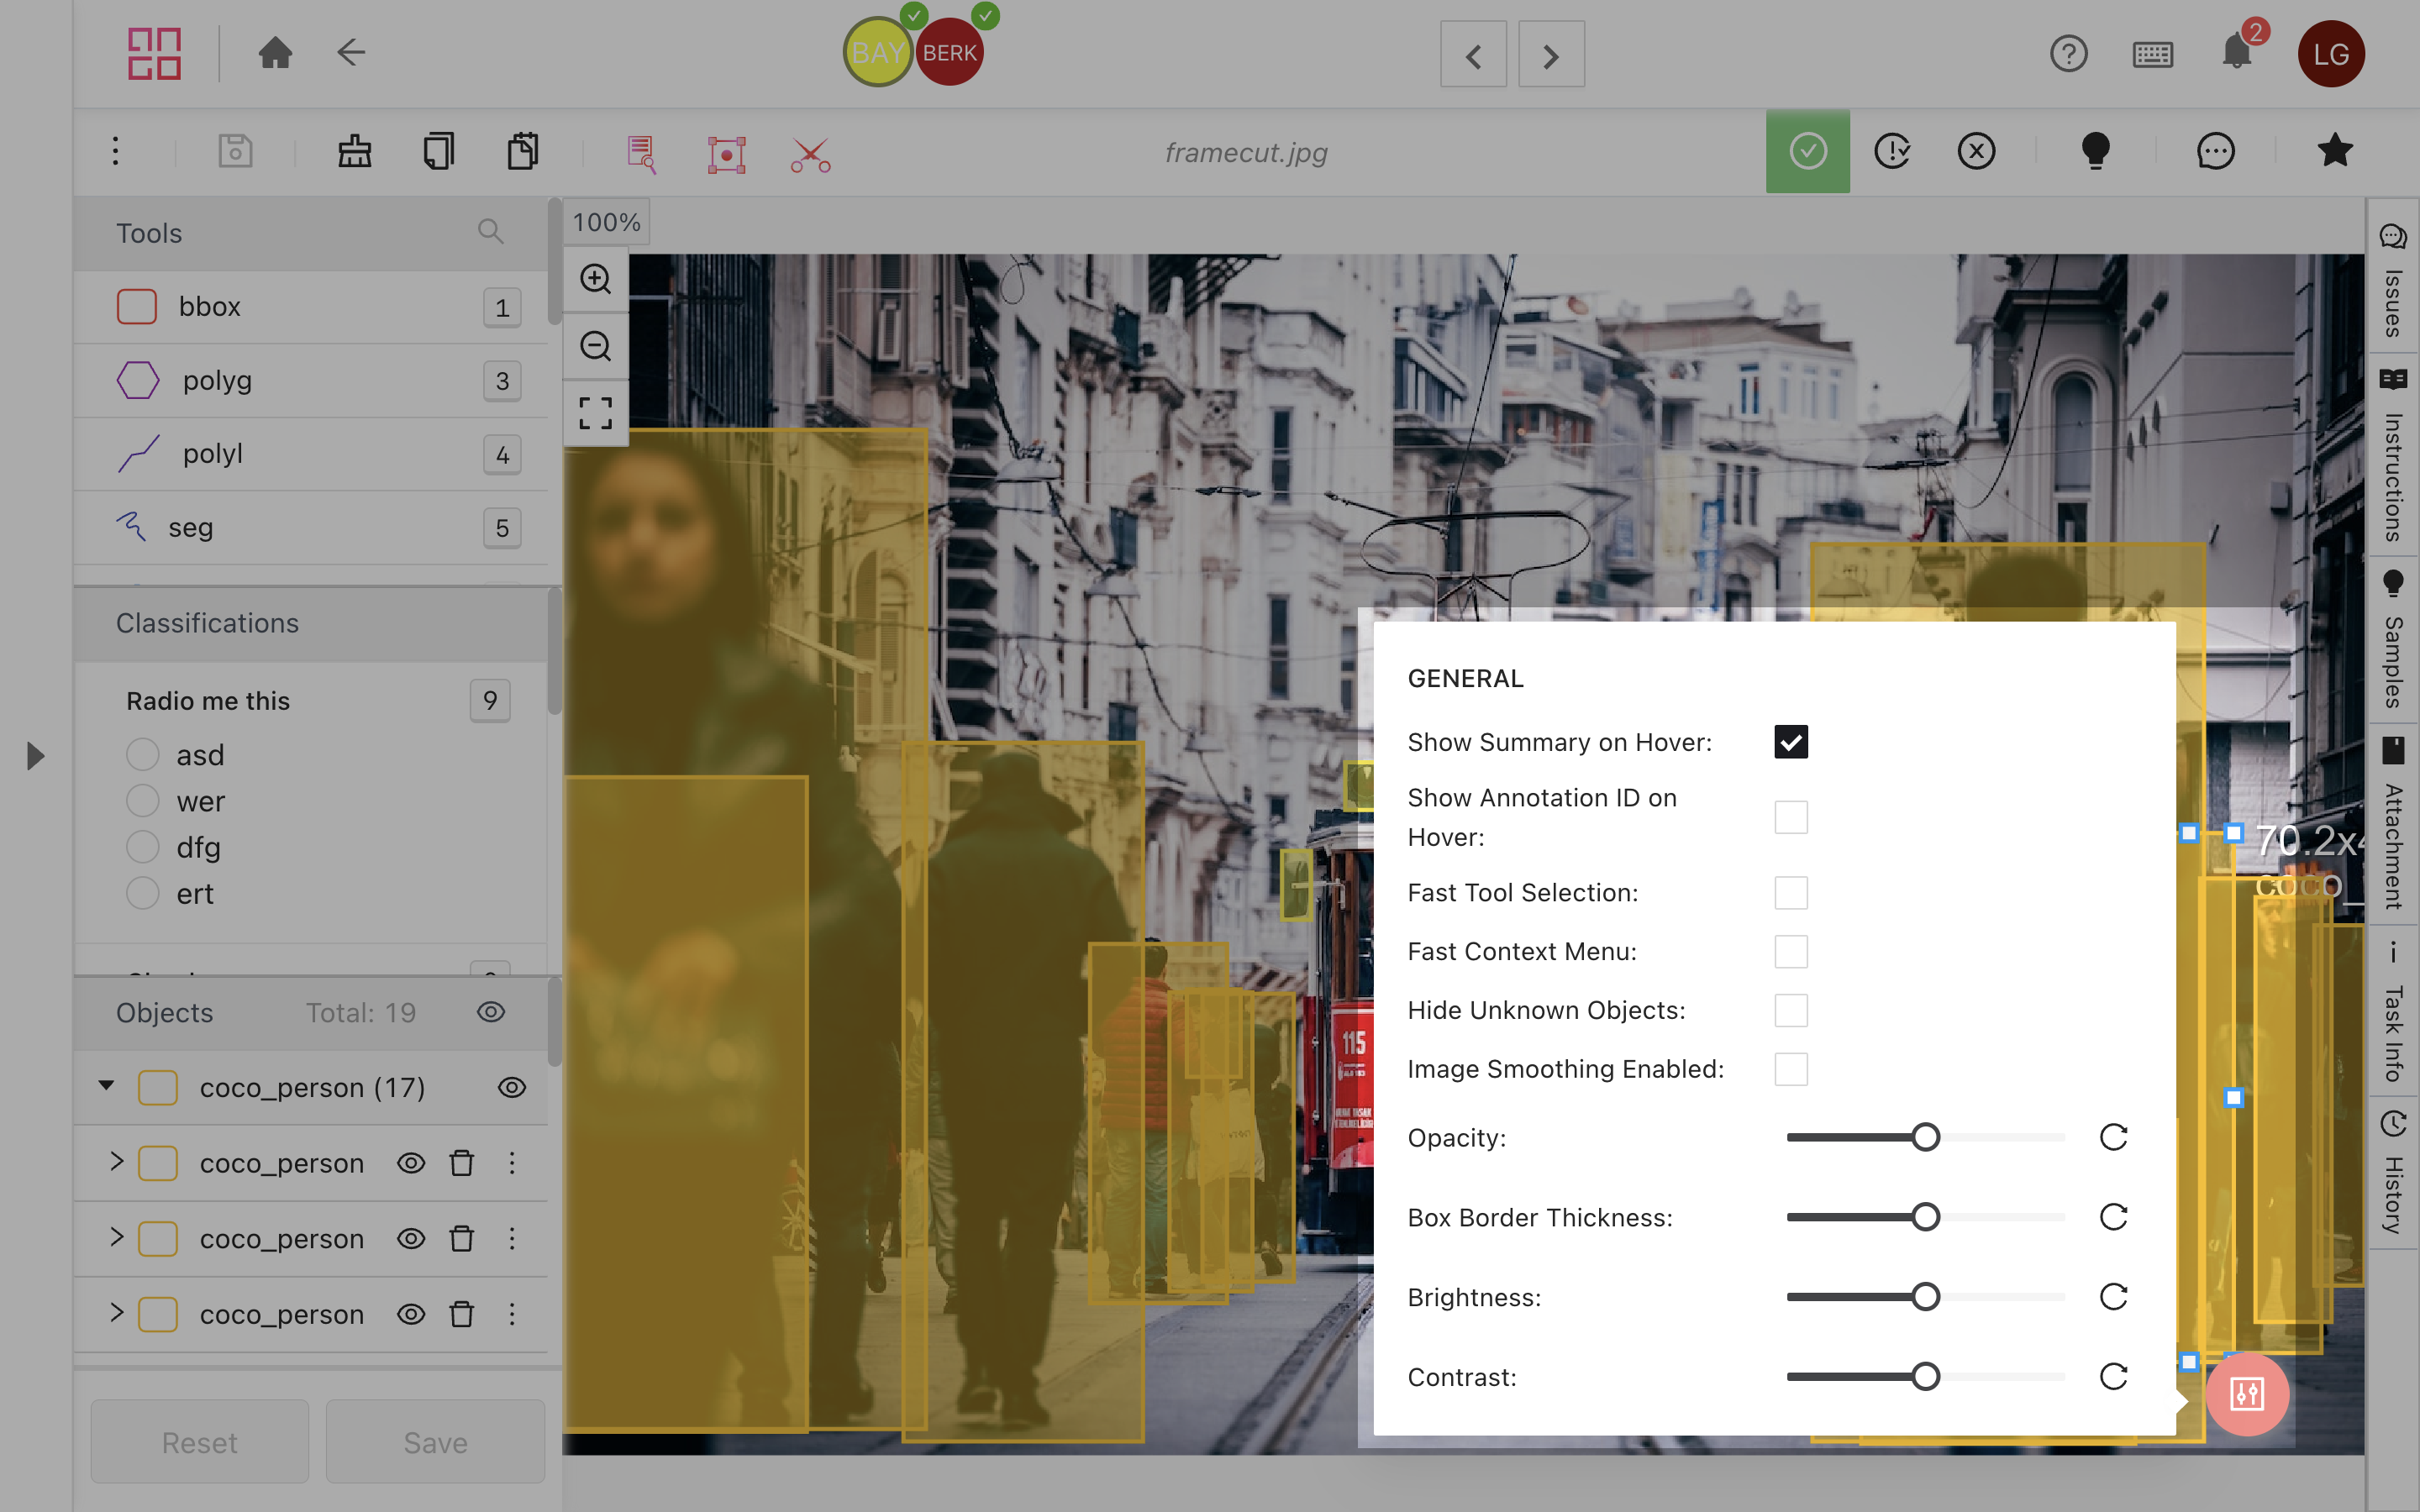 BAY
BERK
2
LG
framecut.jpg
Tools
100%
bbox 1
polyg 3
polyl 4
seg 5
Classifications
Radio me this 9
asd
wer
dfg
ert
Objects Total: 19
coco_person (17)
coco_person
coco_person
coco_person
Reset Save
115
GENERAL
Show Summary on Hover:
Show Annotation ID on
Hover:
Fast Tool Selection:
Fast Context Menu:
Hide Unknown Objects:
Image Smoothing Enabled:
Opacity:
Box Border Thickness:
Brightness:
Contrast:
70.2x4
coco_
Issues
Instructions
Samples
Attachment
Task Info
History